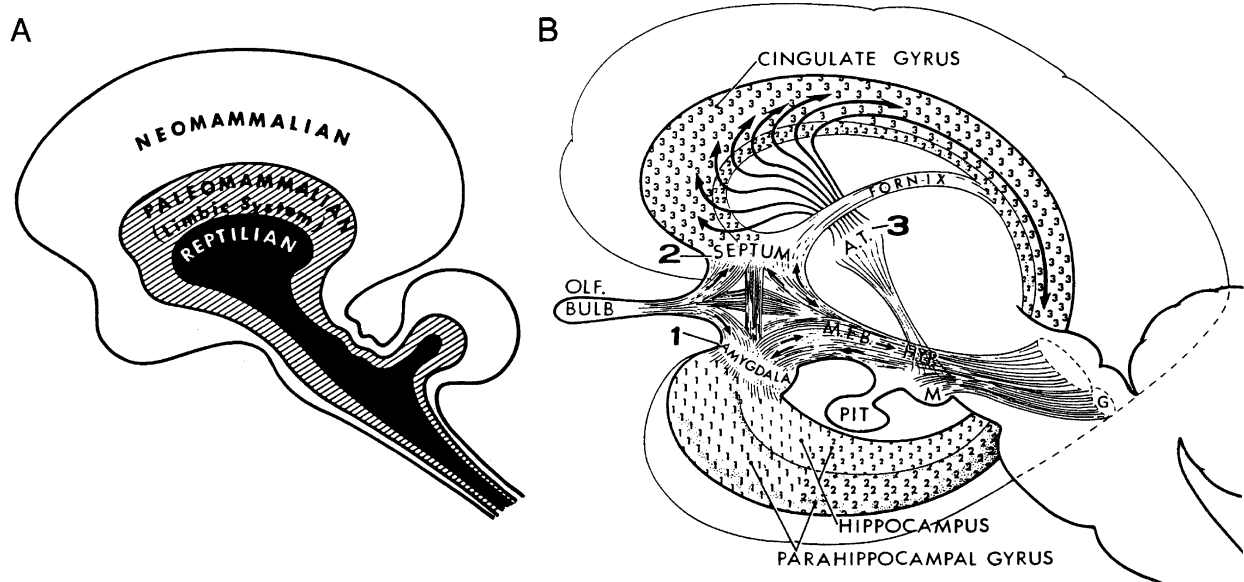 A
NEOMAMMALIAN
PALEOMAMMALIAN
(Limbic System)
REPTILIAN
B
CINGULATE GYRUS
FORNIX
A.T.
3
2
SEPTUM
OLF.
BULB
1
AMYGDALA
M.F.B.
HYP.
M
PIT
G
HIPPOCAMPUS
PARAHIPPOCAMPAL GYRUS